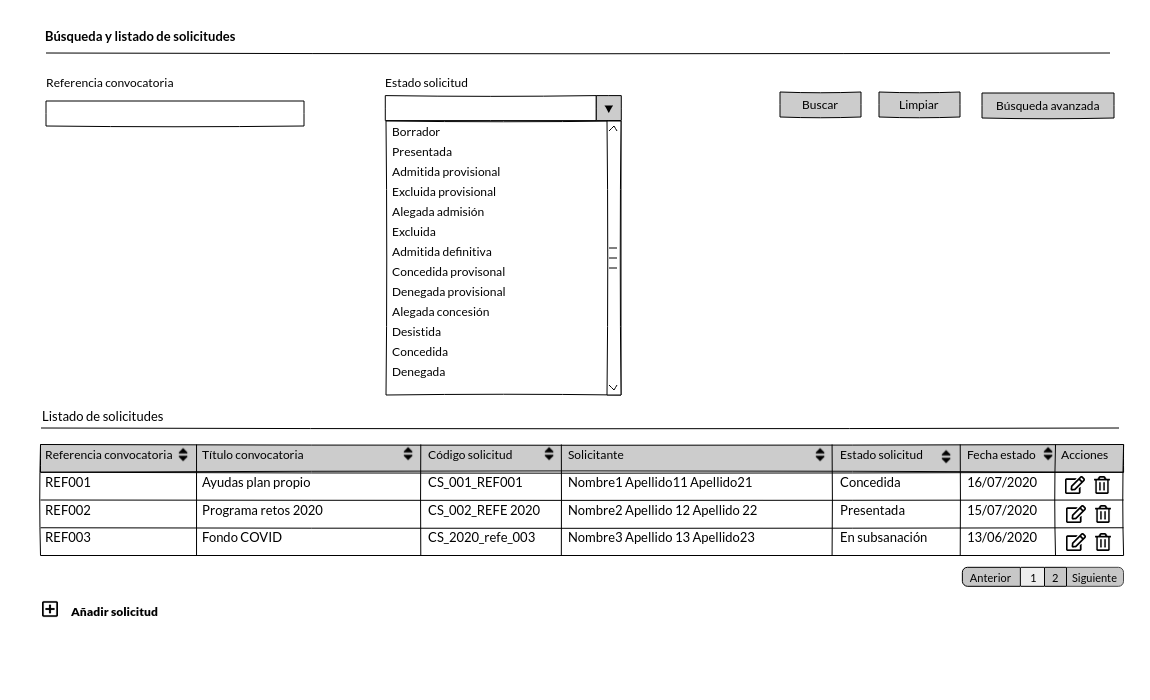 Búsqueda y listado de solicitudes
Referencia convocatoria
Estado solicitud
Buscar
Limpiar
Búsqueda avanzada
Borrador
Presentada
Admitida provisional
Excluida provisional
Alegada admisión
Excluida
Admitida definitiva
Concedida provisonal
Denegada provisional
Alegada concesión
Desistida
Concedida
Denegada
Listado de solicitudes
Referencia convocatoria Título convocatoria Código solicitud Solicitante Estado solicitud Fecha estado Acciones
REF001 Ayudas plan propio CS_001_REF001 Nombre1 Apellido11 Apellido21 Concedida 16/07/2020
REF002 Programa retos 2020 CS_002_REFE 2020 Nombre2 Apellido 12 Apellido 22 Presentada 15/07/2020
REF003 Fondo COVID CS_2020_refe_003 Nombre3 Apellido 13 Apellido23 En subsanación 13/06/2020
Anterior 1 2 Siguiente
Añadir solicitud